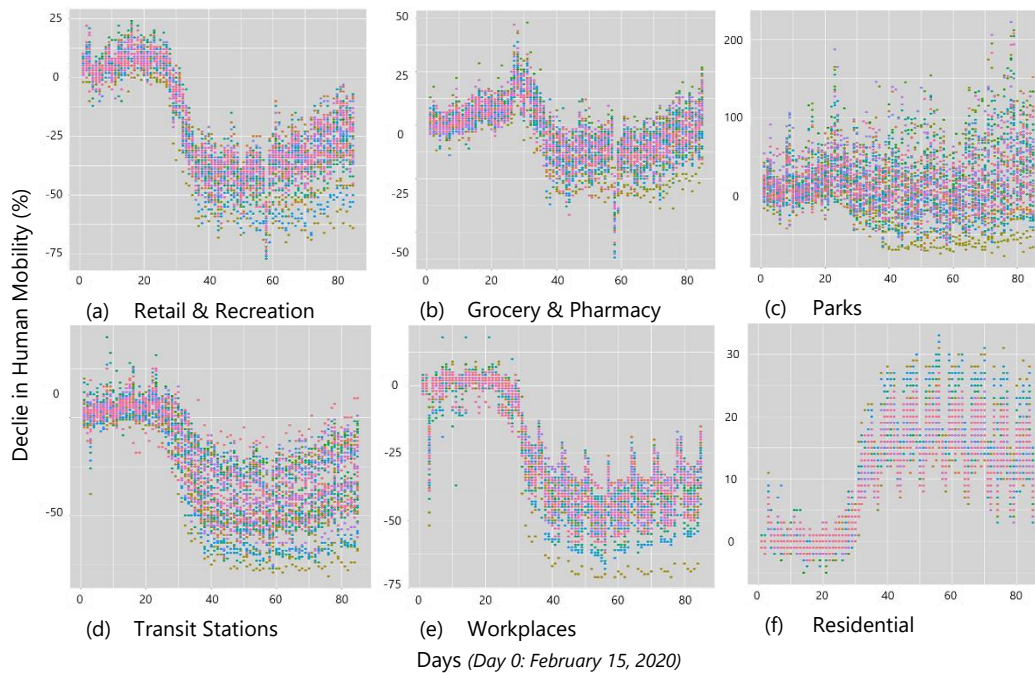 Declie in Human Mobility (%)
25
0
-25
-50
-75
0 20 40 60 80
(a) Retail & Recreation
50
25
0
-25
-50
0 20 40 60 80
(b) Grocery & Pharmacy
200
100
0
0 20 40 60 80
(c) Parks
0
-50
0 20 40 60 80
(d) Transit Stations
0
-25
-50
-75
0 20 40 60 80
(e) Workplaces
30
20
10
0
0 20 40 60 80
(f) Residential
Days (Day 0: February 15, 2020)